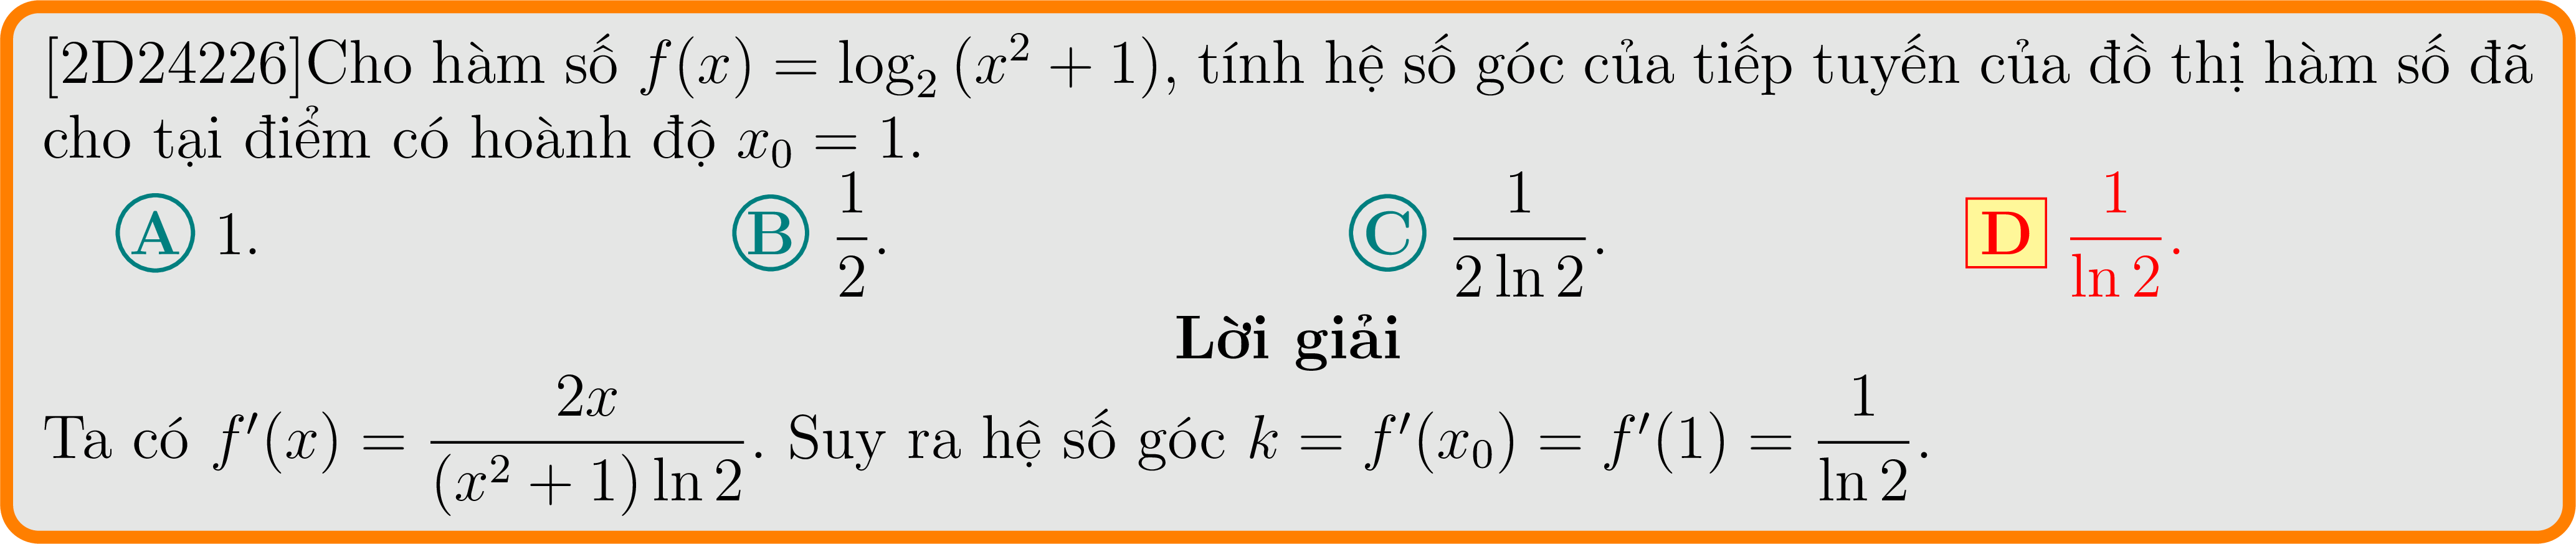 [2D24226]Cho hàm số $f(x) = \log_2 (x^2 + 1)$, tính hệ số góc của tiếp tuyến của đồ thị hàm số đã
cho tại điểm có hoành độ $x_0 = 1$.
A 1. B $\frac{1}{2}$. C $\frac{1}{2 \ln 2}$. D $\frac{1}{\ln 2}$.
Lời giải
Ta có $f'(x) = \frac{2x}{(x^2 + 1) \ln 2}$. Suy ra hệ số góc $k = f'(x_0) = f'(1) = \frac{1}{\ln 2}$.